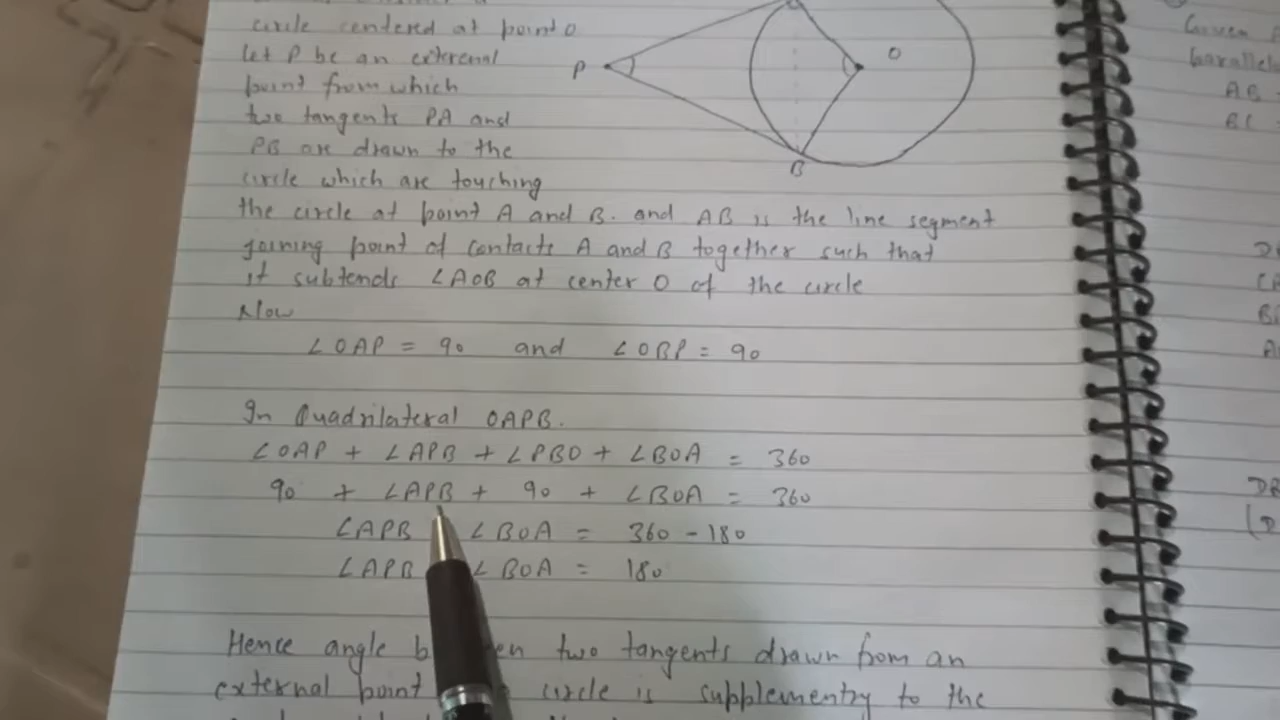 circle centered at point O
let P be an external
point from which
two tangents PA and
PB are drawn to the
circle which are touching
the circle at point A and B. and AB is the line segment
joining point of contacts A and B together such that
it subtends ∠AOB at center O of the circle
Now
∠OAP = 90 and ∠OBP = 90
In Quadrilateral OAPB.
∠OAP + ∠APB + ∠PBO + ∠BOA = 360
90 + ∠APB + 90 + ∠BOA = 360
∠APB ∠BOA = 360 - 180
∠APB ∠BOA = 180
Hence angle two tangents drawn from an
external point circle is supplementry to the
P
O
B
Given
AB
BC